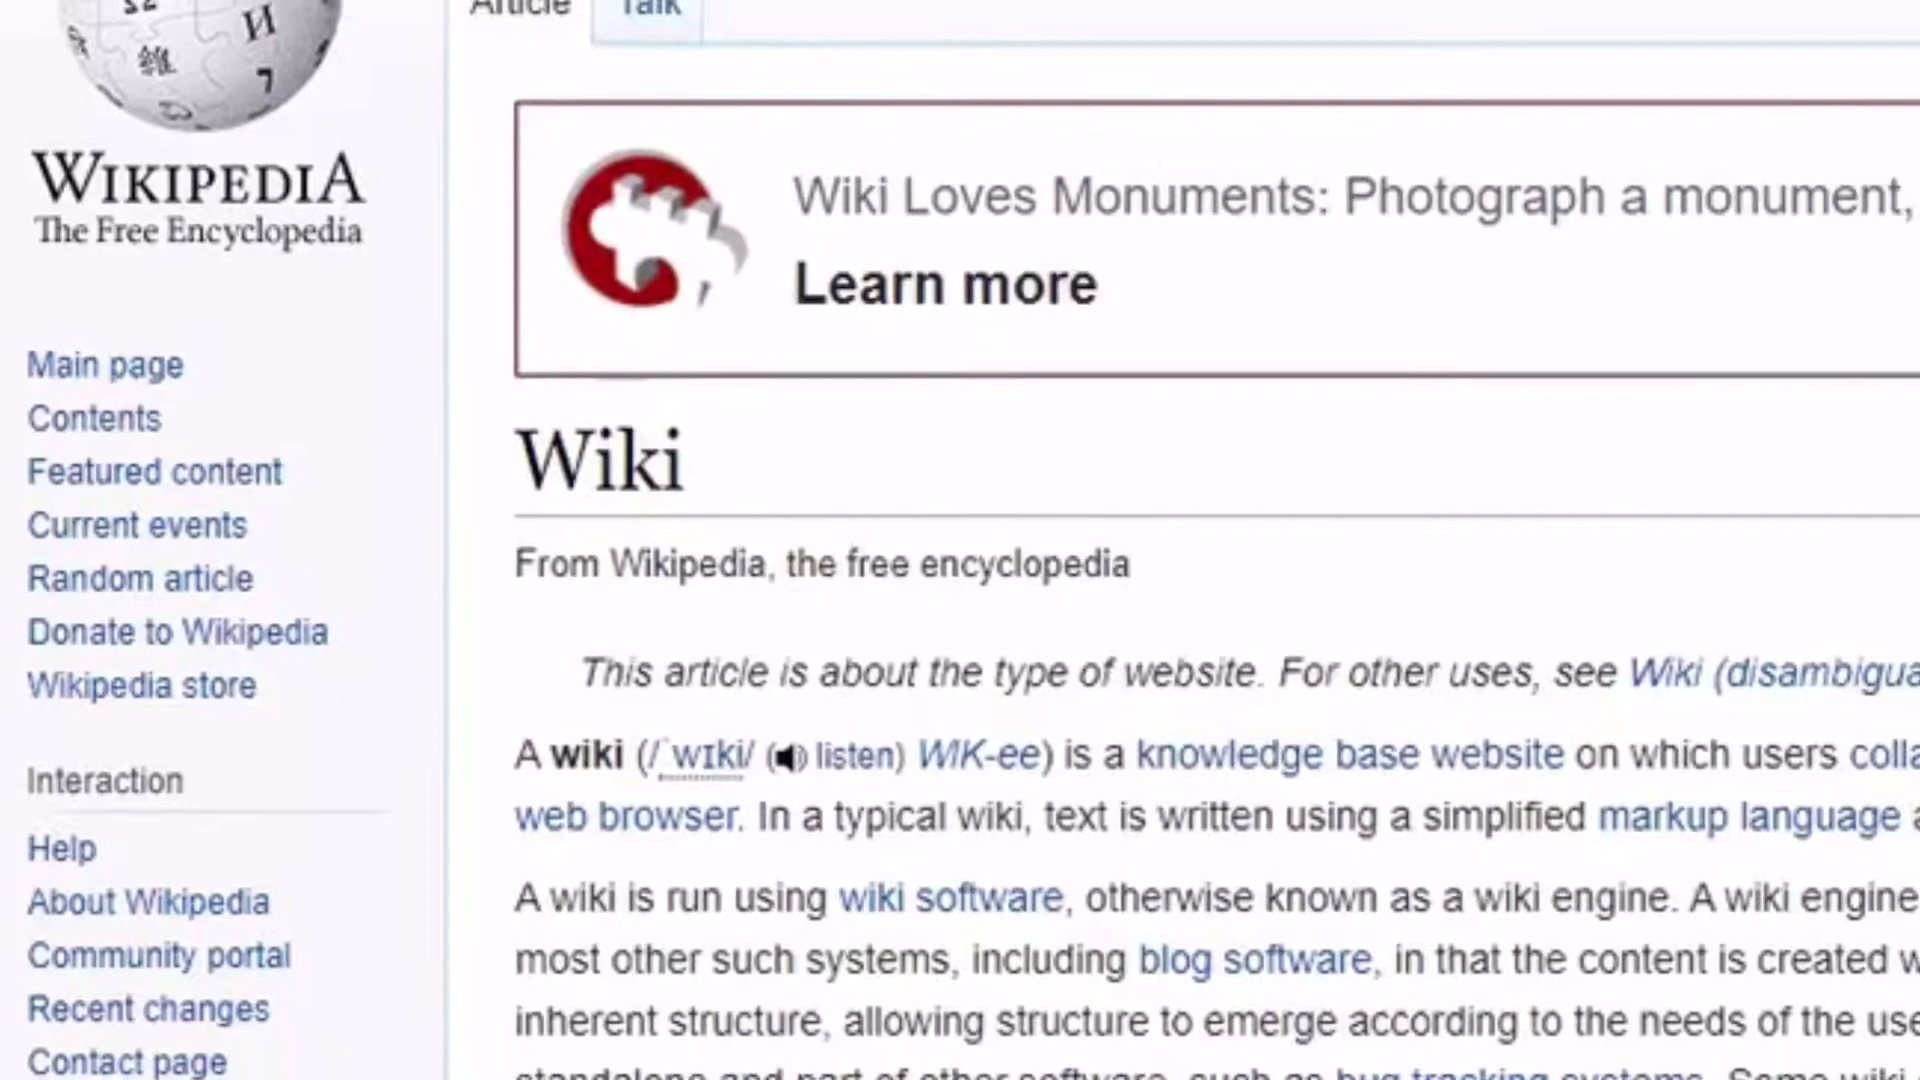 Article Talk
WIKIPEDIA
The Free Encyclopedia
Main page
Contents
Featured content
Current events
Random article
Donate to Wikipedia
Wikipedia store
Interaction
Help
About Wikipedia
Community portal
Recent changes
Contact page
Wiki Loves Monuments: Photograph a monument,
Learn more
Wiki
From Wikipedia, the free encyclopedia
This article is about the type of website. For other uses, see Wiki (disambigua
A wiki (/ˈwɪki/ (listen) WIK-ee) is a knowledge base website on which users colla
web browser. In a typical wiki, text is written using a simplified markup language a
A wiki is run using wiki software, otherwise known as a wiki engine. A wiki engine
most other such systems, including blog software, in that the content is created w
inherent structure, allowing structure to emerge according to the needs of the use
standalone and part of other software, such as bug tracking systems. Some wiki